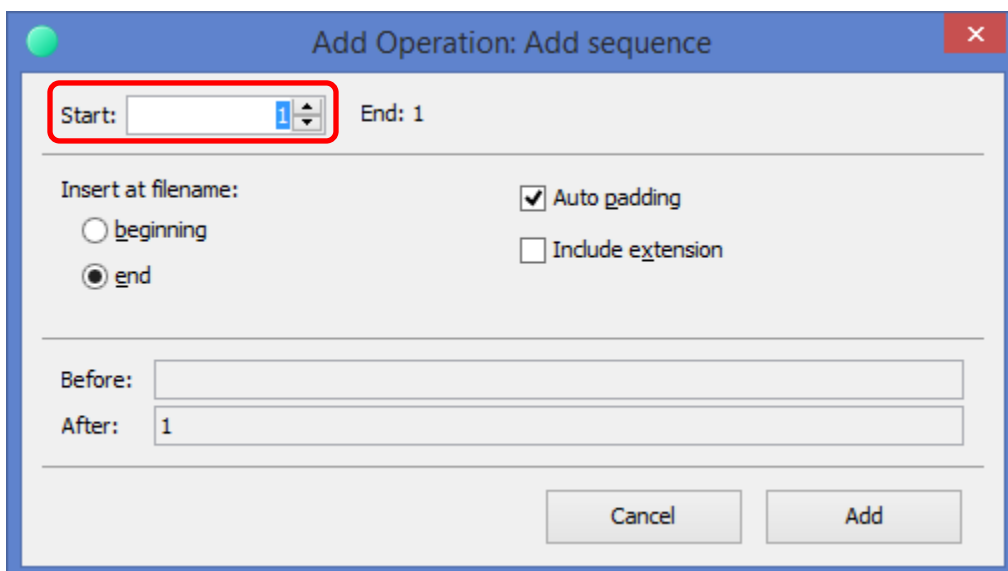 Add Operation: Add sequence
Start: 1 End: 1
Insert at filename:
Auto padding
beginning
Include extension
end
Before:
After: 1
Cancel Add